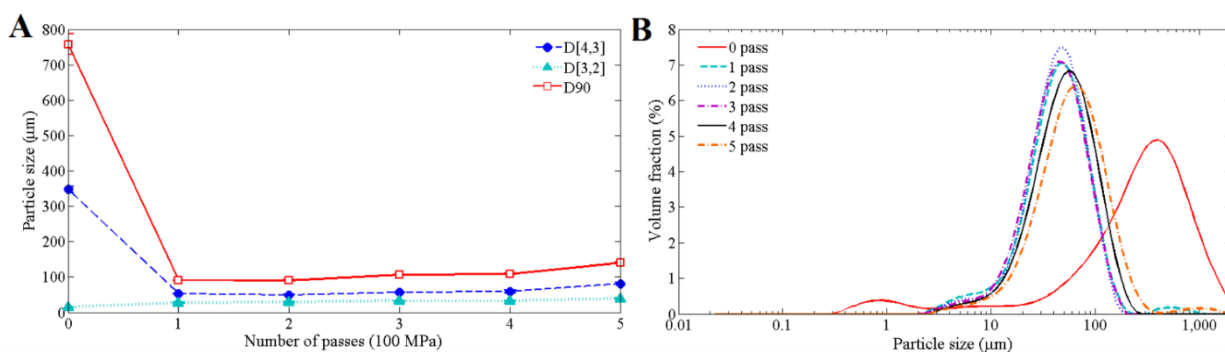 A
Particle size (μm)
800
700
600
500
400
300
200
100
0
0 1 2 3 4 5
Number of passes (100 MPa)
D[4,3]
D[3,2]
D90
B
Volume fraction (%)
8
7
6
5
4
3
2
1
0
0.01 0.1 1 10 100 1,000
Particle size (μm)
0 pass
1 pass
2 pass
3 pass
4 pass
5 pass